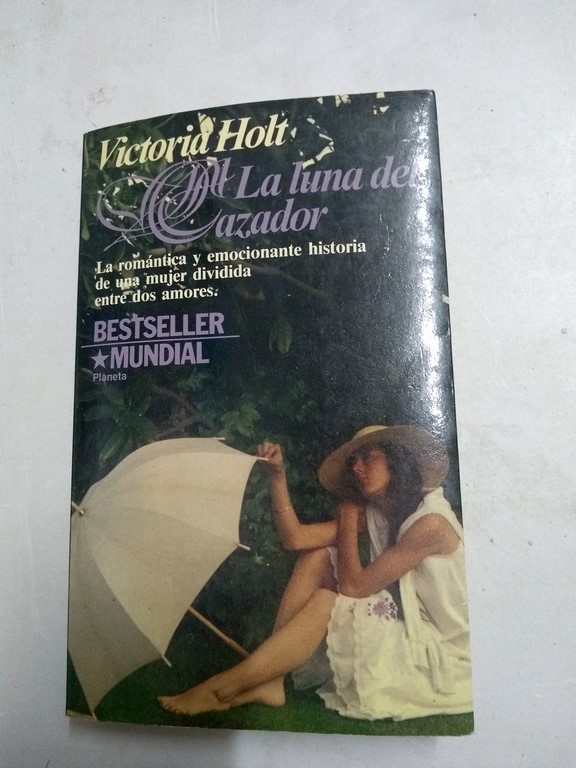 Victoria Holt
La luna del
Cazador
La romántica y emocionante historia
de una mujer dividida
entre dos amores.
BESTSELLER
★MUNDIAL
Planeta